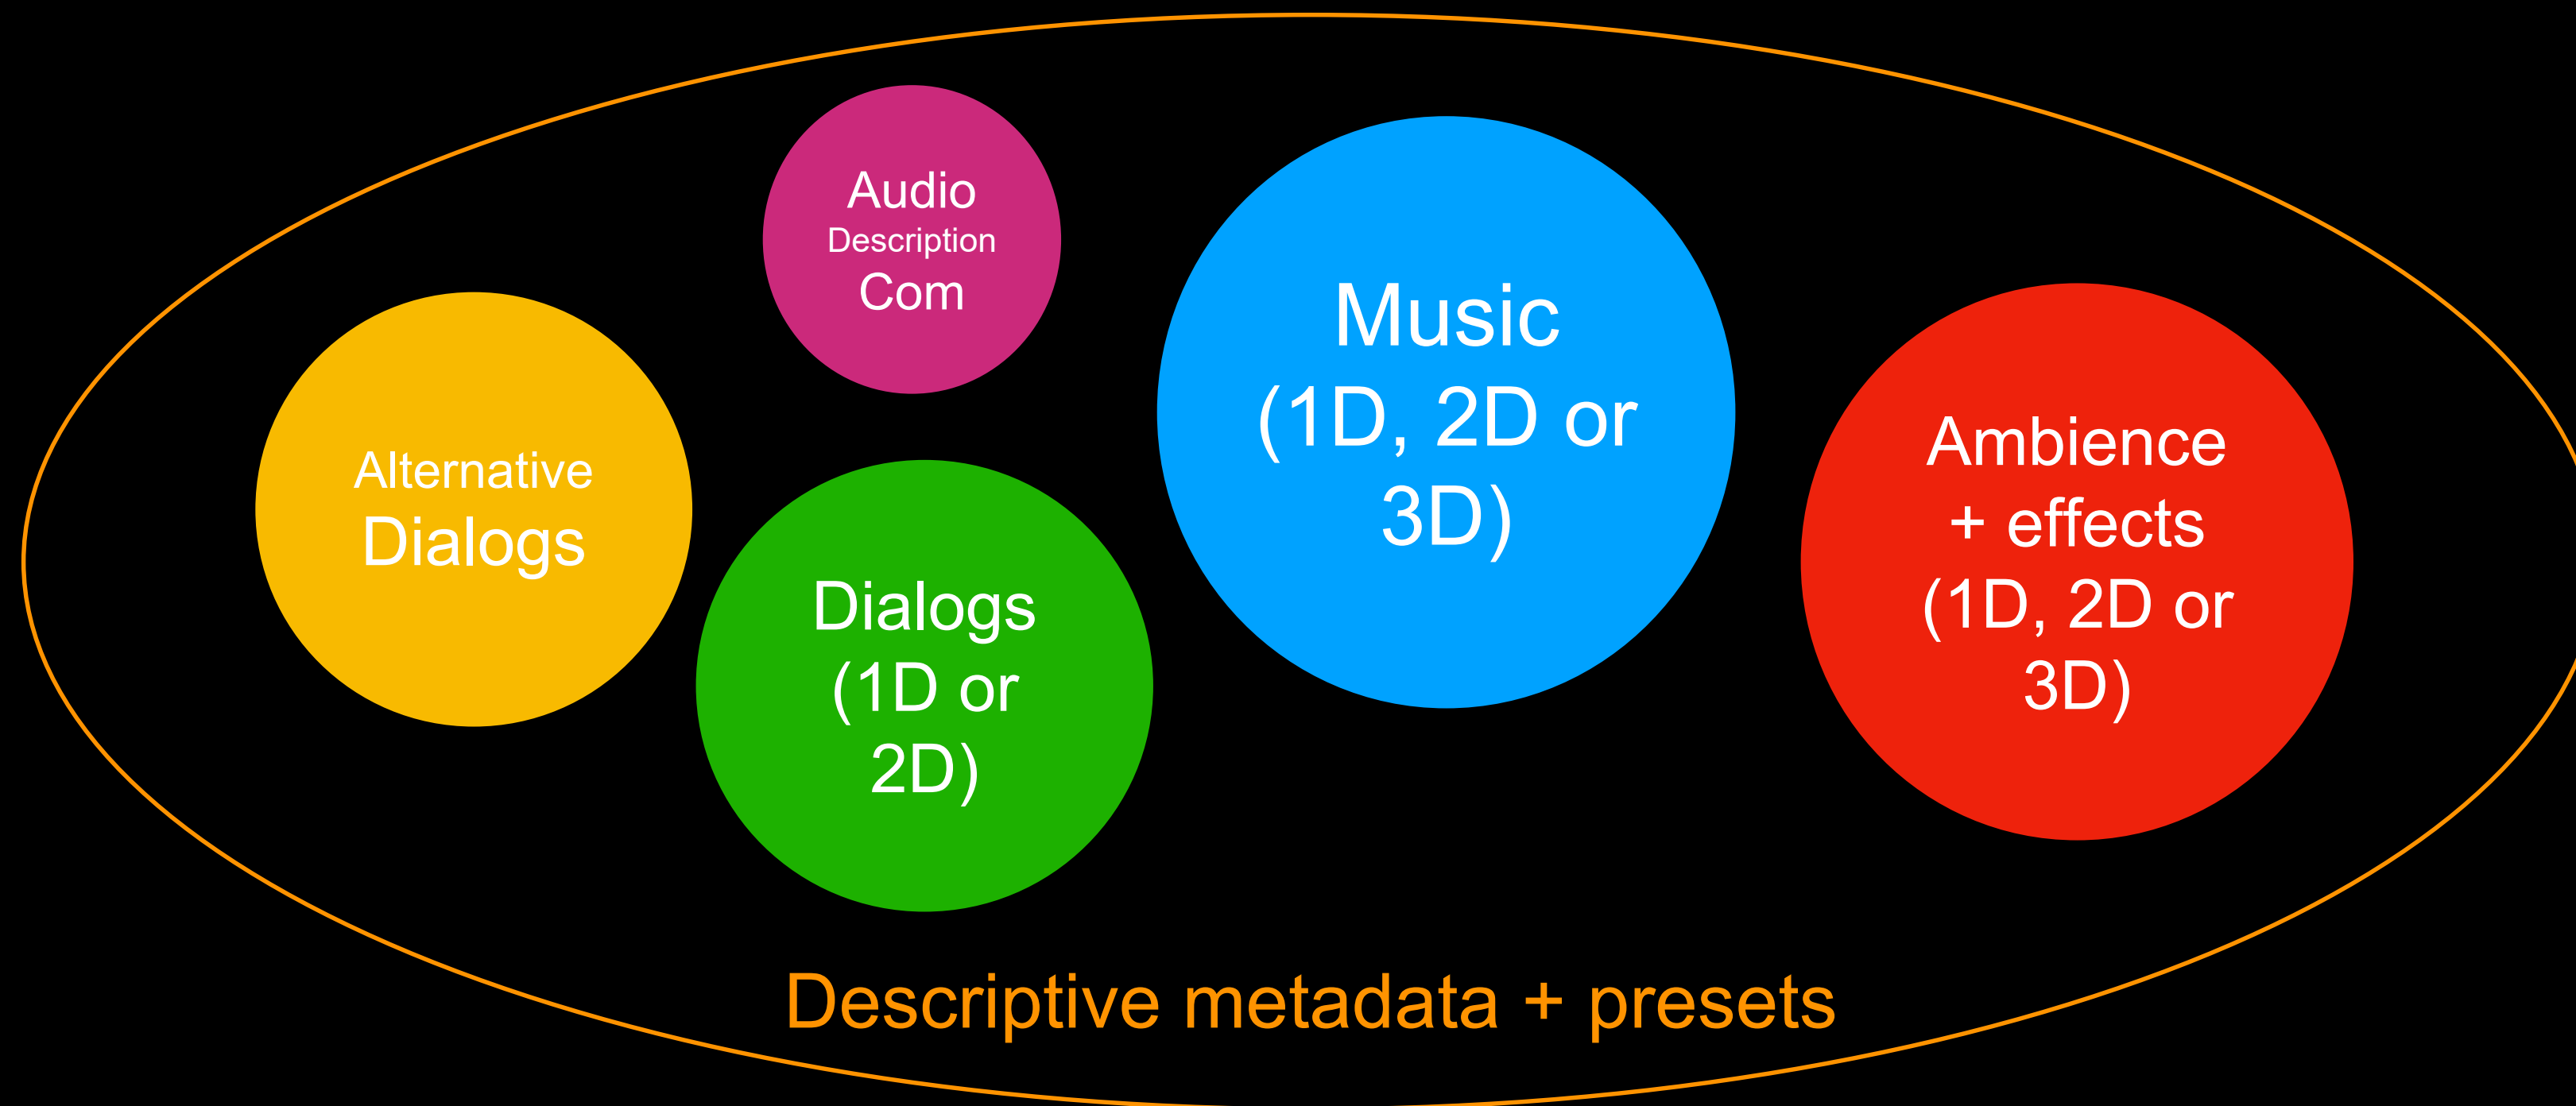 Audio
Description
Com
Alternative
Dialogs
Dialogs
(1D or
2D)
Music
(1D, 2D or
3D)
Ambience
+ effects
(1D, 2D or
3D)
Descriptive metadata + presets